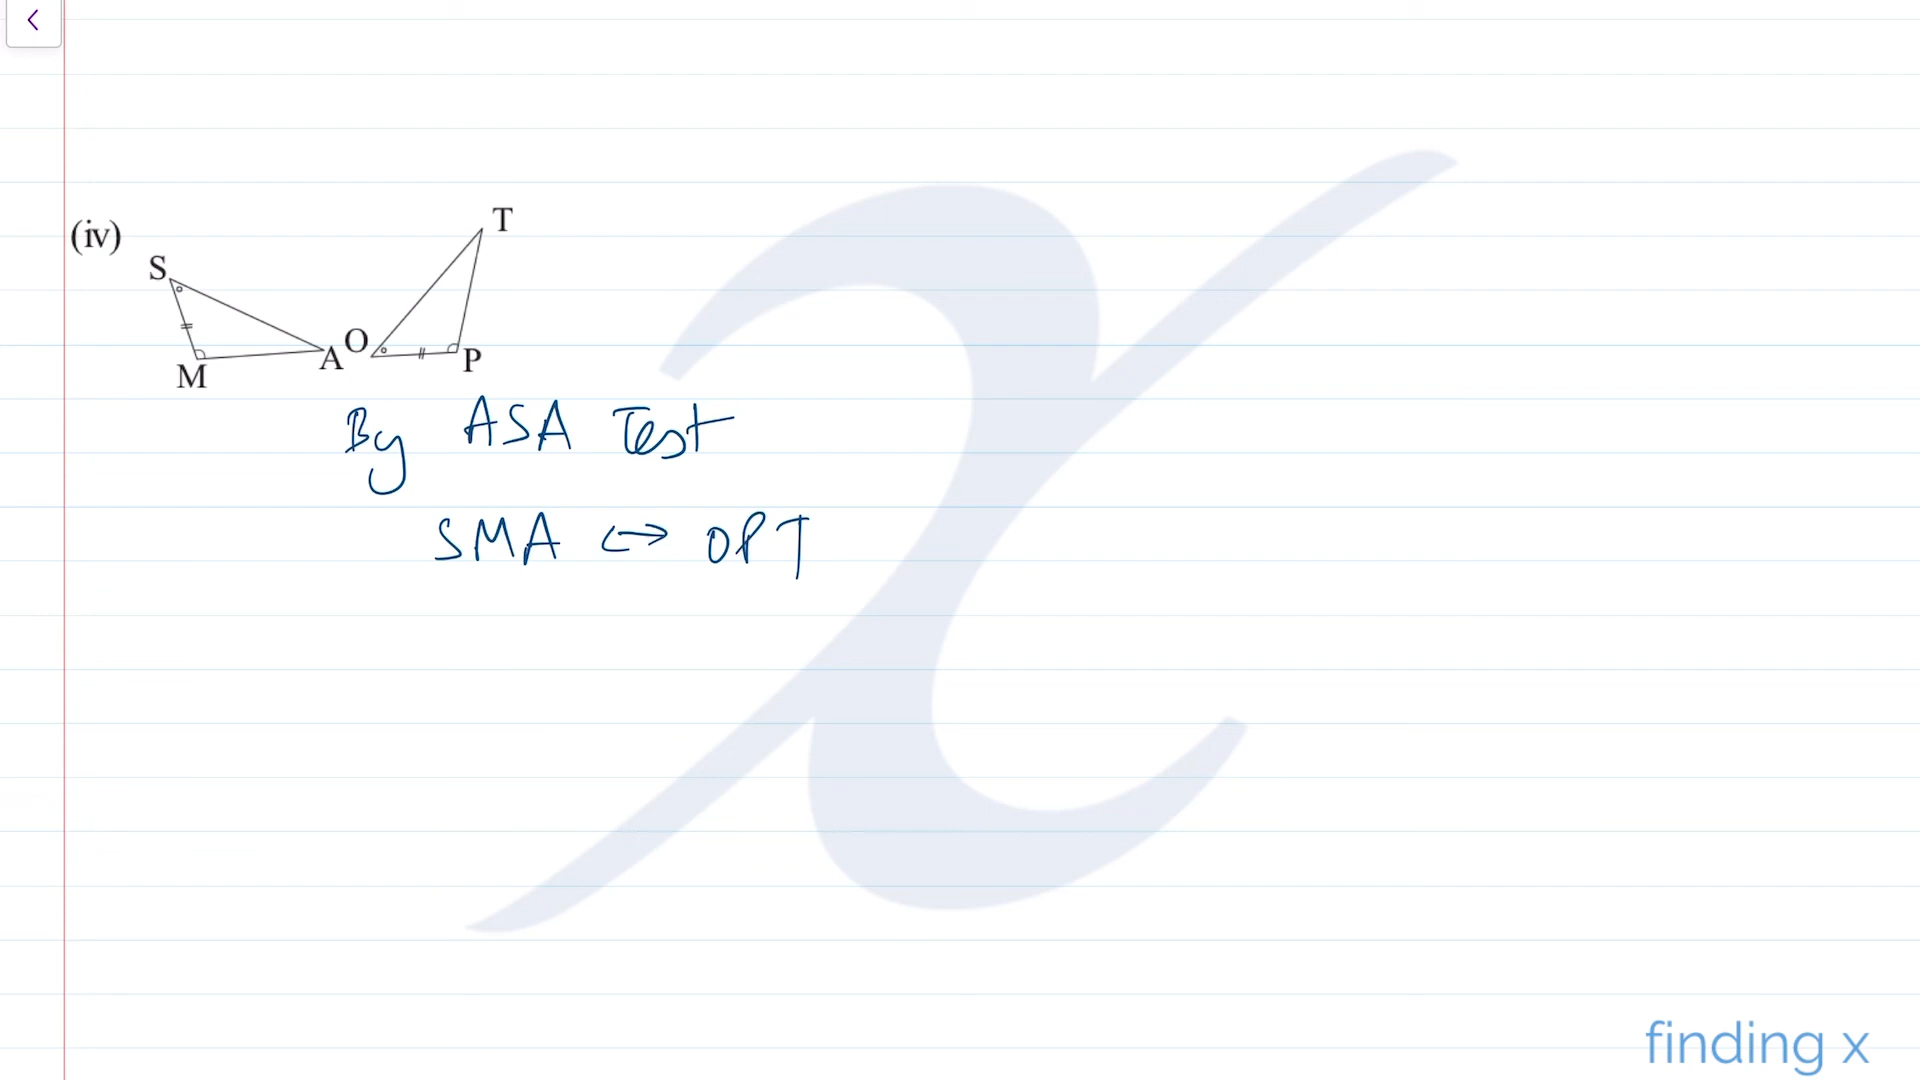 (iv)
T
S
O
A
P
M
By ASA Test
SMA ↔ OPT
finding x